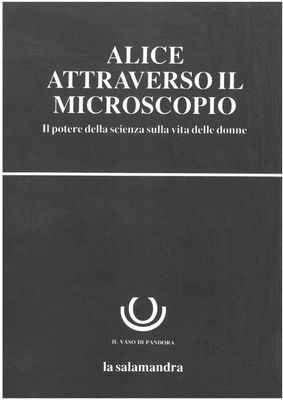 ALICE
ATTRAVERSO IL
MICROSCOPIO
Il potere della scienza sulla vita delle donne
IL VASO DI PANDORA
la salamandra